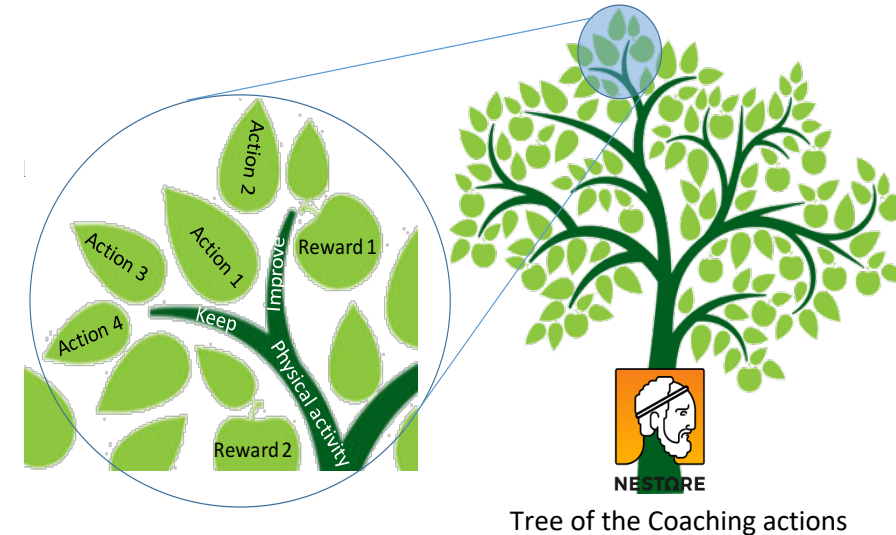 Action 2
Action 1
Reward 1
Action 3
Improve
Keep
Action 4
Physical activity
Reward 2
NESTΩRE
Tree of the Coaching actions